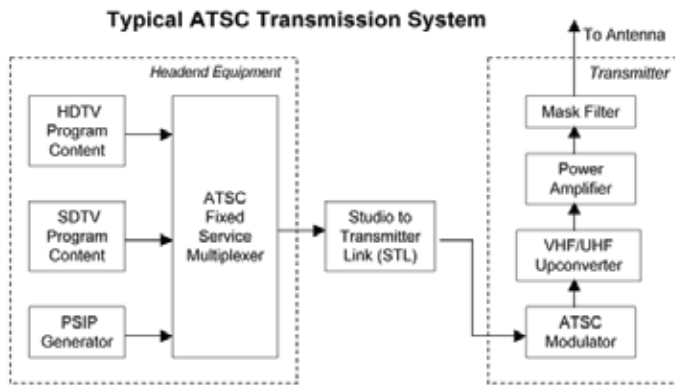 Typical ATSC Transmission System
To Antenna
Headend Equipment
Transmitter
HDTV
Program
Content
SDTV
Program
Content
PSIP
Generator
ATSC
Fixed
Service
Multiplexer
Studio to
Transmitter
Link (STL)
Mask Filter
Power
Amplifier
VHF/UHF
Upconverter
ATSC
Modulator